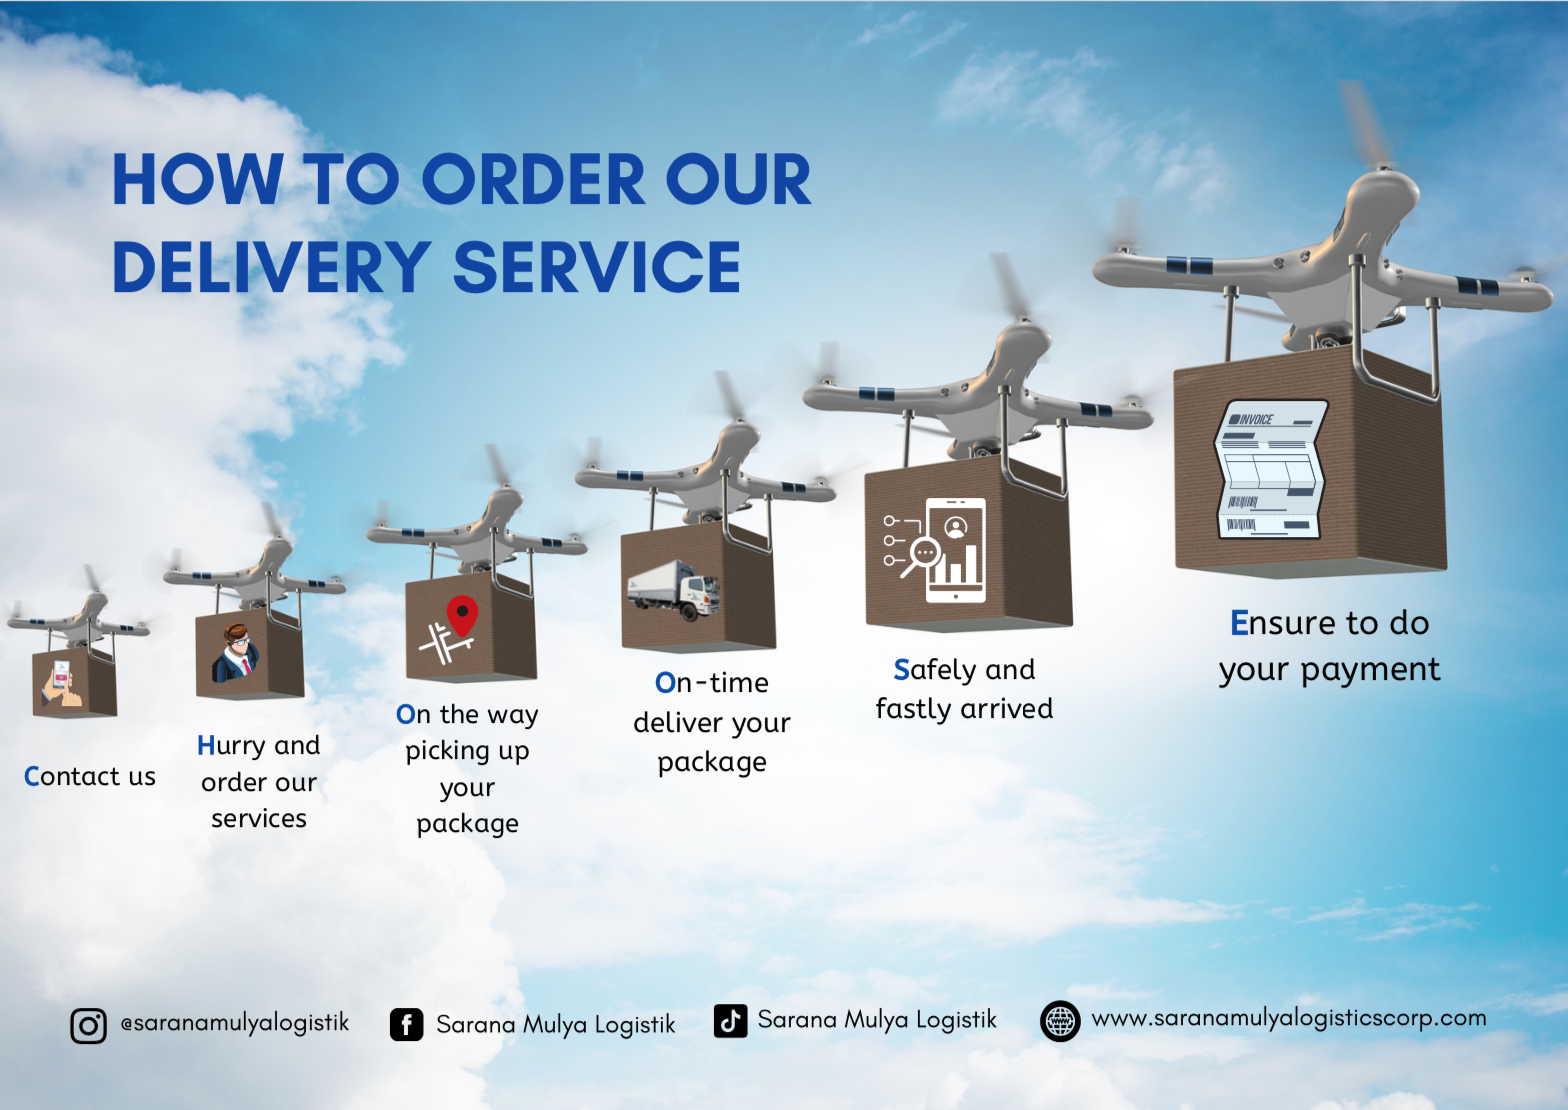 HOW TO ORDER OUR
DELIVERY SERVICE
Contact us
Hurry and
order our
services
On the way
picking up
your
package
On-time
deliver your
package
Safely and
fastly arrived
INVOICE
Ensure to do
your payment
@saranamulyalogistik
Sarana Mulya Logistik
Sarana Mulya Logistik
www.saranamulyalogisticscorp.com